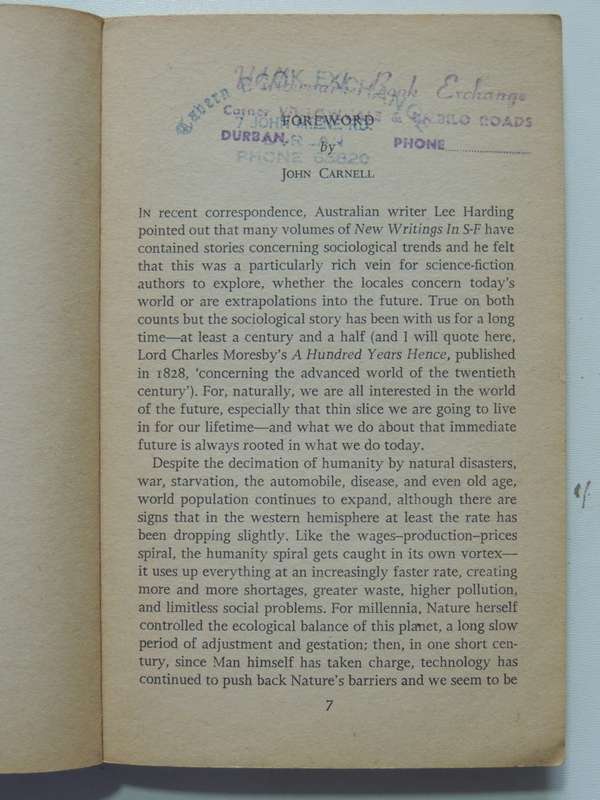 HAWK EXCHANGE
Book Exchange
Corner & UMBILO ROADS
DURBAN.
PHONE
PHONE 63820
FOREWORD
by
JOHN CARNELL
IN recent correspondence, Australian writer Lee Harding
pointed out that many volumes of New Writings In S-F have
contained stories concerning sociological trends and he felt
that this was a particularly rich vein for science-fiction
authors to explore, whether the locales concern today's
world or are extrapolations into the future. True on both
counts but the sociological story has been with us for a long
time—at least a century and a half (and I will quote here,
Lord Charles Moresby's A Hundred Years Hence, published
in 1828, 'concerning the advanced world of the twentieth
century'). For, naturally, we are all interested in the world
of the future, especially that thin slice we are going to live
in for our lifetime—and what we do about that immediate
future is always rooted in what we do today.
Despite the decimation of humanity by natural disasters,
war, starvation, the automobile, disease, and even old age,
world population continues to expand, although there are
signs that in the western hemisphere at least the rate has
been dropping slightly. Like the wages–production–prices
spiral, the humanity spiral gets caught in its own vortex—
it uses up everything at an increasingly faster rate, creating
more and more shortages, greater waste, higher pollution,
and limitless social problems. For millennia, Nature herself
controlled the ecological balance of this planet, a long slow
period of adjustment and gestation; then, in one short cen-
tury, since Man himself has taken charge, technology has
continued to push back Nature's barriers and we seem to be
7